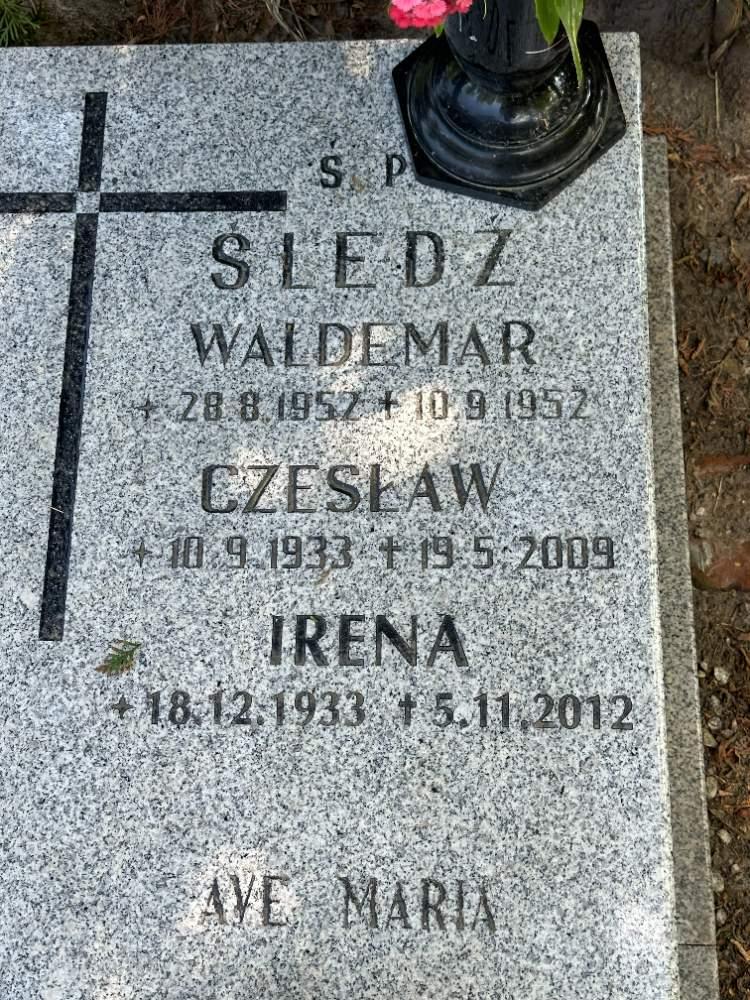 Ś P
ŚLEDŹ
WALDEMAR
+ 28.8.1952 ✝ 10.9.1952
CZESŁAW
+ 10.9.1933 ✝ 19.5.2009
IRENA
+ 18.12.1933 ✝ 5.11.2012
AVE MARIA